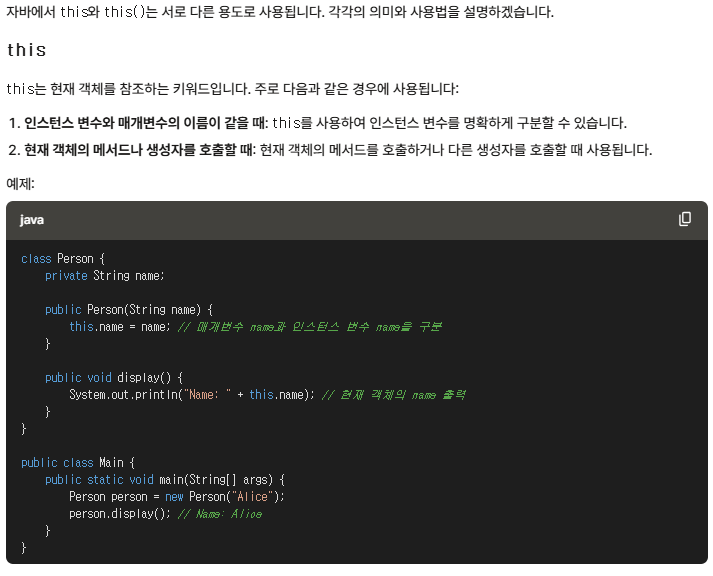 자바에서 this와 this()는 서로 다른 용도로 사용됩니다. 각각의 의미와 사용법을 설명하겠습니다.
this
this는 현재 객체를 참조하는 키워드입니다. 주로 다음과 같은 경우에 사용됩니다:
1. 인스턴스 변수와 매개변수의 이름이 같을 때: this를 사용하여 인스턴스 변수를 명확하게 구분할 수 있습니다.
2. 현재 객체의 메서드나 생성자를 호출할 때: 현재 객체의 메서드를 호출하거나 다른 생성자를 호출할 때 사용됩니다.
예제:
java
class Person {
    private String name;
    public Person(String name) {
        this.name = name; // 매개변수 name과 인스턴스 변수 name을 구분
    }
    public void display() {
        System.out.println("Name: " + this.name); // 현재 객체의 name 출력
    }
}
public class Main {
    public static void main(String[] args) {
        Person person = new Person("Alice");
        person.display(); // Name: Alice
    }
}